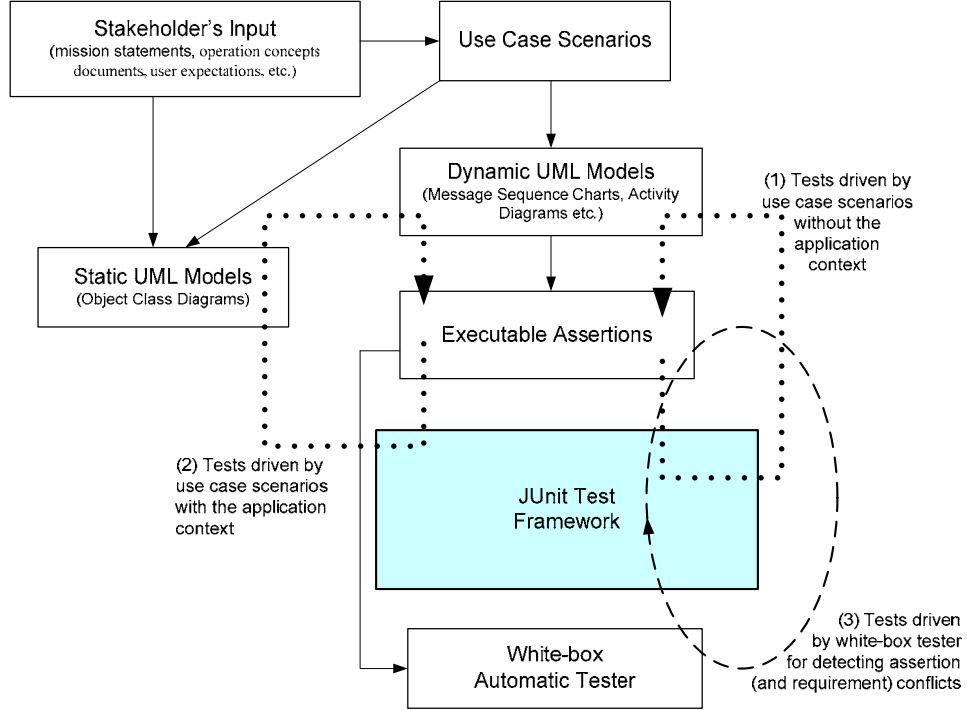 Stakeholder's Input
(mission statements, operation concepts
documents, user expectations, etc.)
Use Case Scenarios
Dynamic UML Models
(Message Sequence Charts, Activity
Diagrams etc.)
(1) Tests driven by
use case scenarios
without the
application
context
Static UML Models
(Object Class Diagrams)
Executable Assertions
(2) Tests driven by
use case scenarios
with the application
context
JUnit Test
Framework
(3) Tests driven
by white-box tester
for detecting assertion
(and requirement) conflicts
White-box
Automatic Tester